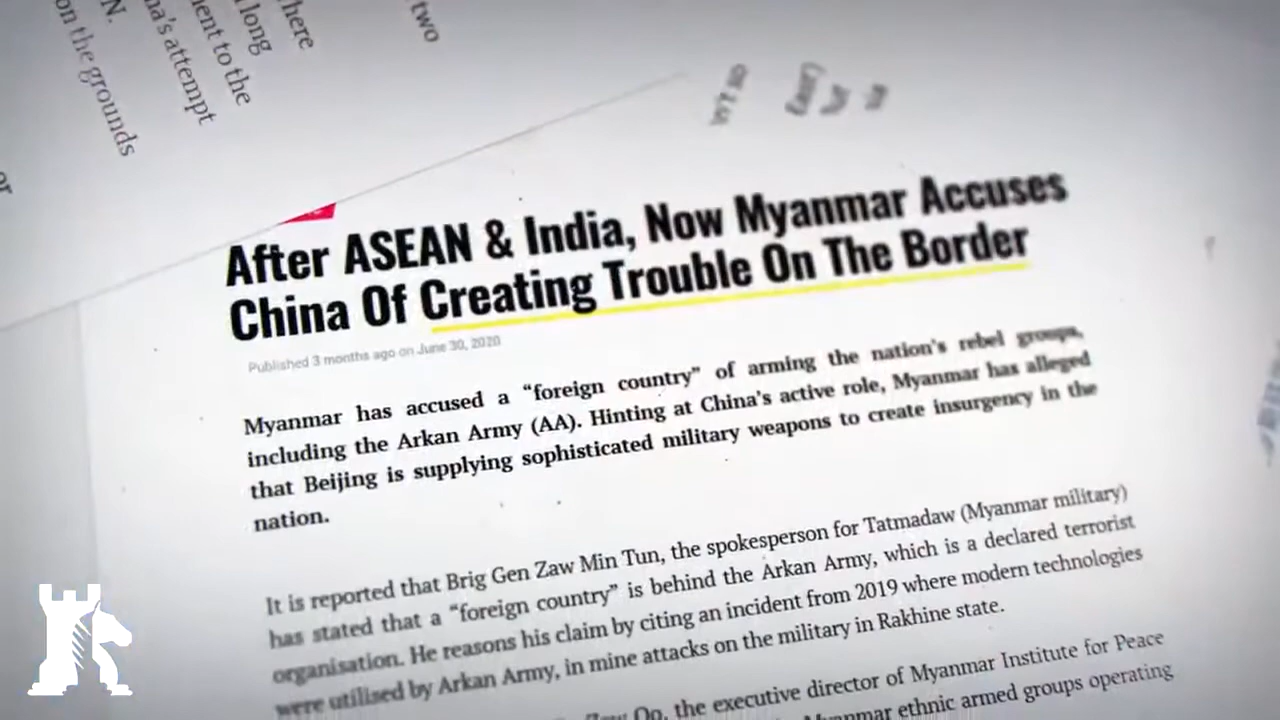 two
here
long
ent to the
a's attempt
N.
on the grounds
or
After ASEAN & India, Now Myanmar Accuses
China Of Creating Trouble On The Border
Published 3 months ago on June 30, 2020
Myanmar has accused a “foreign country” of arming the nation's rebel groups,
including the Arkan Army (AA). Hinting at China's active role, Myanmar has alleged
that Beijing is supplying sophisticated military weapons to create insurgency in the
nation.
It is reported that Brig Gen Zaw Min Tun, the spokesperson for Tatmadaw (Myanmar military)
has stated that a “foreign country” is behind the Arkan Army, which is a declared terrorist
organisation. He reasons his claim by citing an incident from 2019 where modern technologies
were utilised by Arkan Army, in mine attacks on the military in Rakhine state.
Oo, the executive director of Myanmar Institute for Peace
Myanmar ethnic armed groups operating